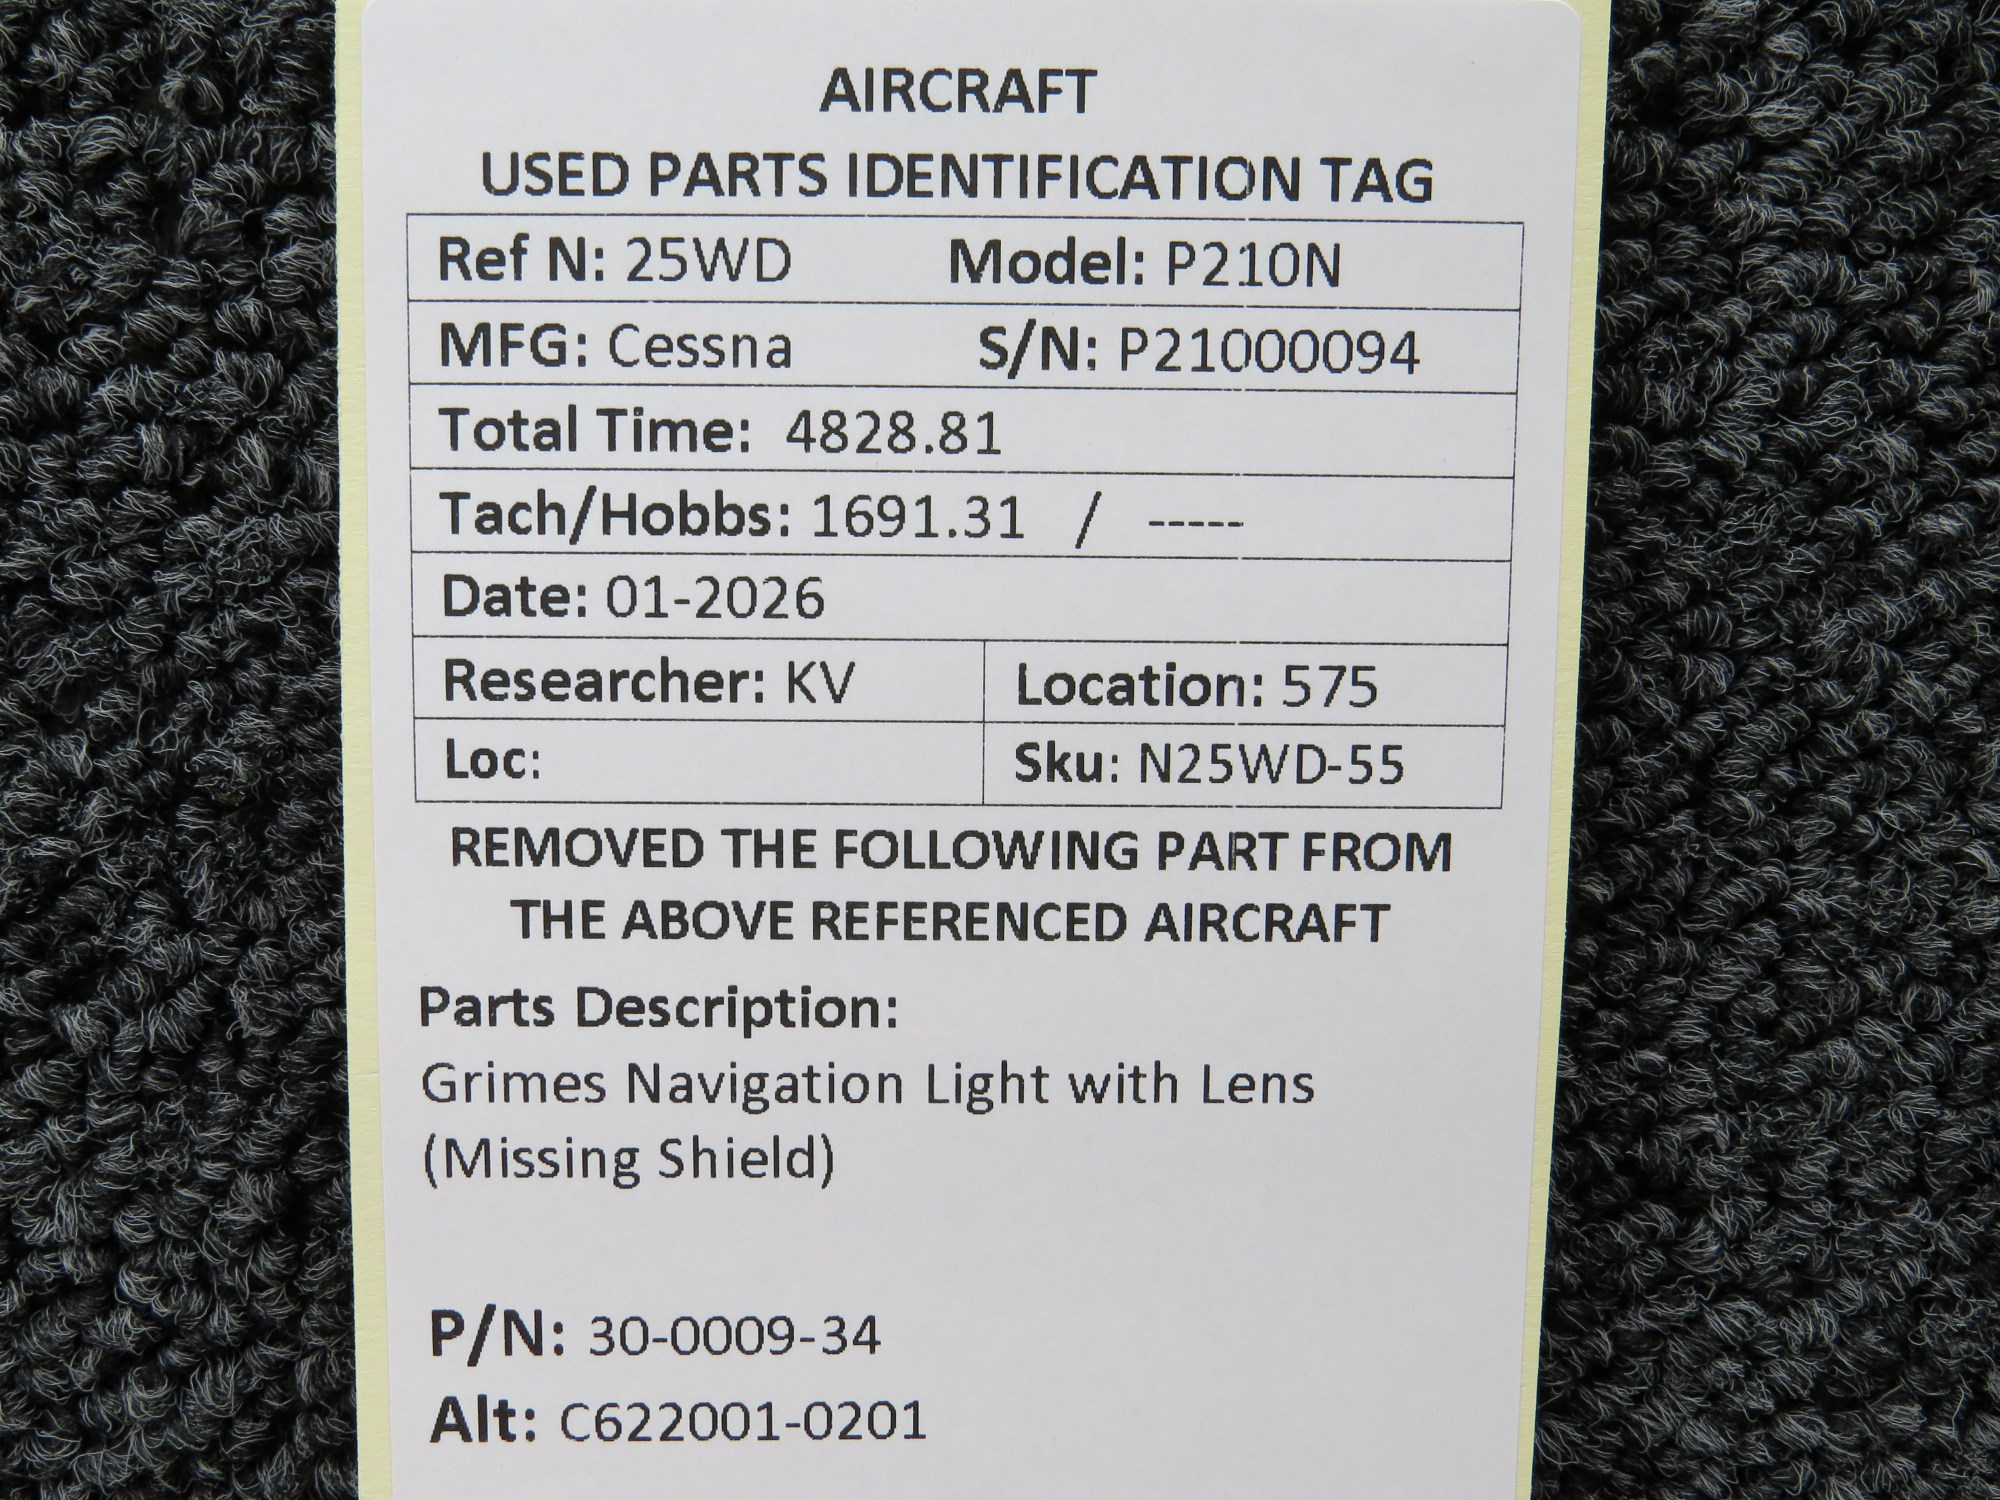 AIRCRAFT
USED PARTS IDENTIFICATION TAG
Ref N: 25WD Model: P210N
MFG: Cessna S/N: P21000094
Total Time: 4828.81
Tach/Hobbs: 1691.31 / -----
Date: 01-2026
Researcher: KV Location: 575
Loc: Sku: N25WD-55
REMOVED THE FOLLOWING PART FROM
THE ABOVE REFERENCED AIRCRAFT
Parts Description:
Grimes Navigation Light with Lens
(Missing Shield)
P/N: 30-0009-34
Alt: C622001-0201